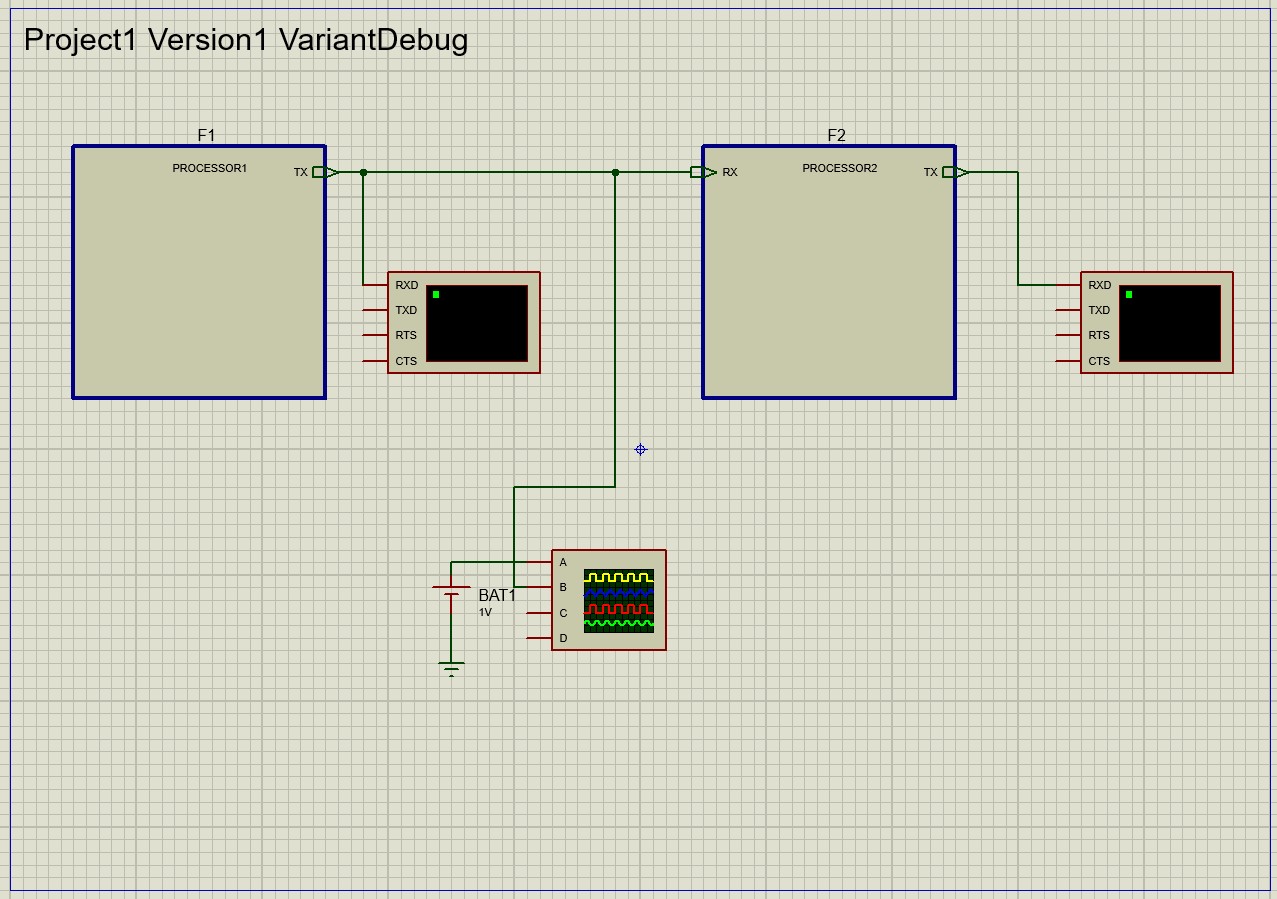 Project1 Version1 VariantDebug
F1
PROCESSOR1
TX
F2
PROCESSOR2
RX
TX
RXD
TXD
RTS
CTS
RXD
TXD
RTS
CTS
BAT1
1V
A
B
C
D